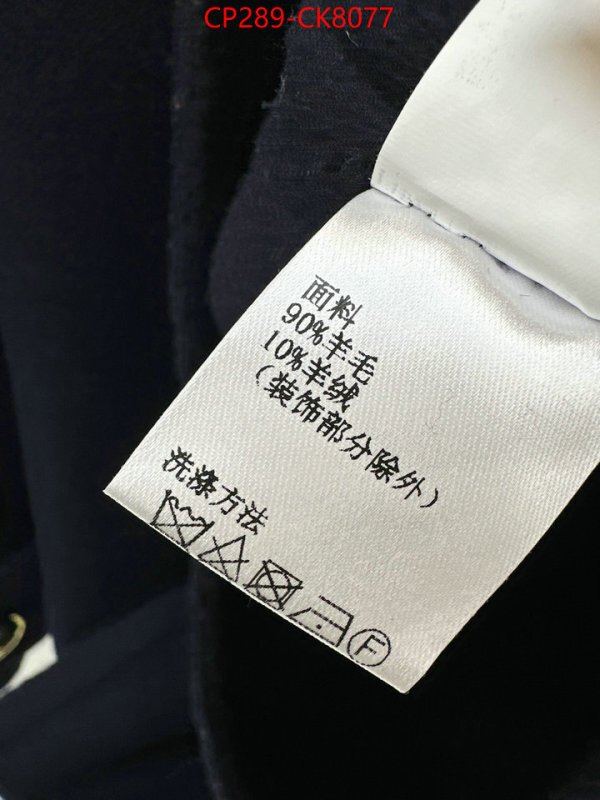 CP289-CK8077
面料
90%羊毛
10%羊绒
（装饰部分除外）
洗涤方法
F